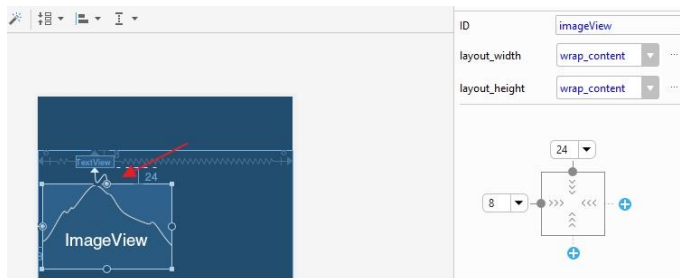 ID
imageView
layout_width
wrap_content
...
layout_height
wrap_content
...
TextView
24
ImageView
24
8